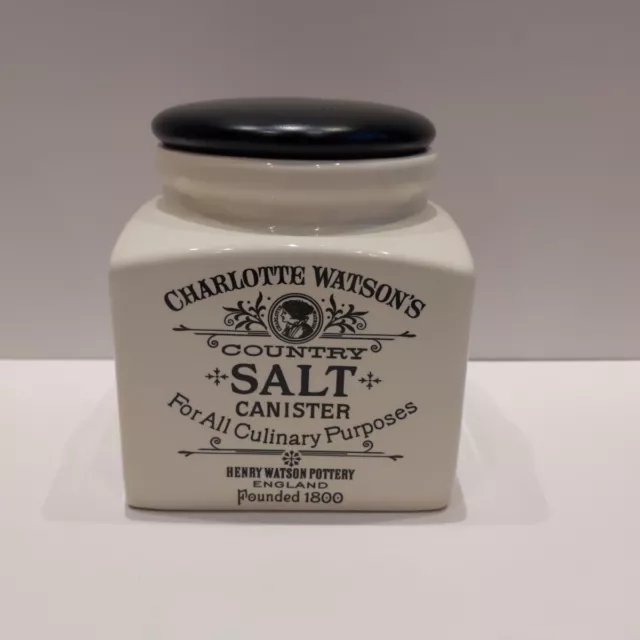 CHARLOTTE WATSON'S
COUNTRY
SALT
CANISTER
For All Culinary Purposes
HENRY WATSON POTTERY
ENGLAND
Founded 1800